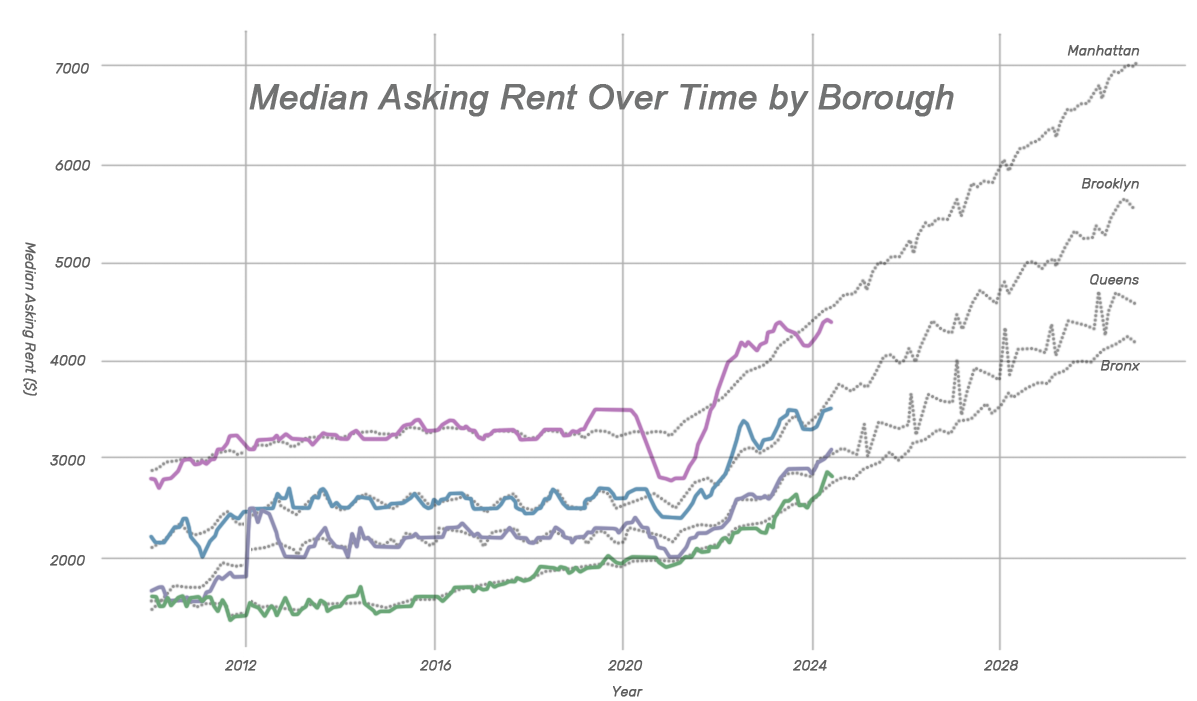 Median Asking Rent Over Time by Borough
Manhattan
7000
6000
Brooklyn
5000
Queens
4000
Bronx
3000
2000
Median Asking Rent ($)
2012
2016
2020
2024
2028
Year